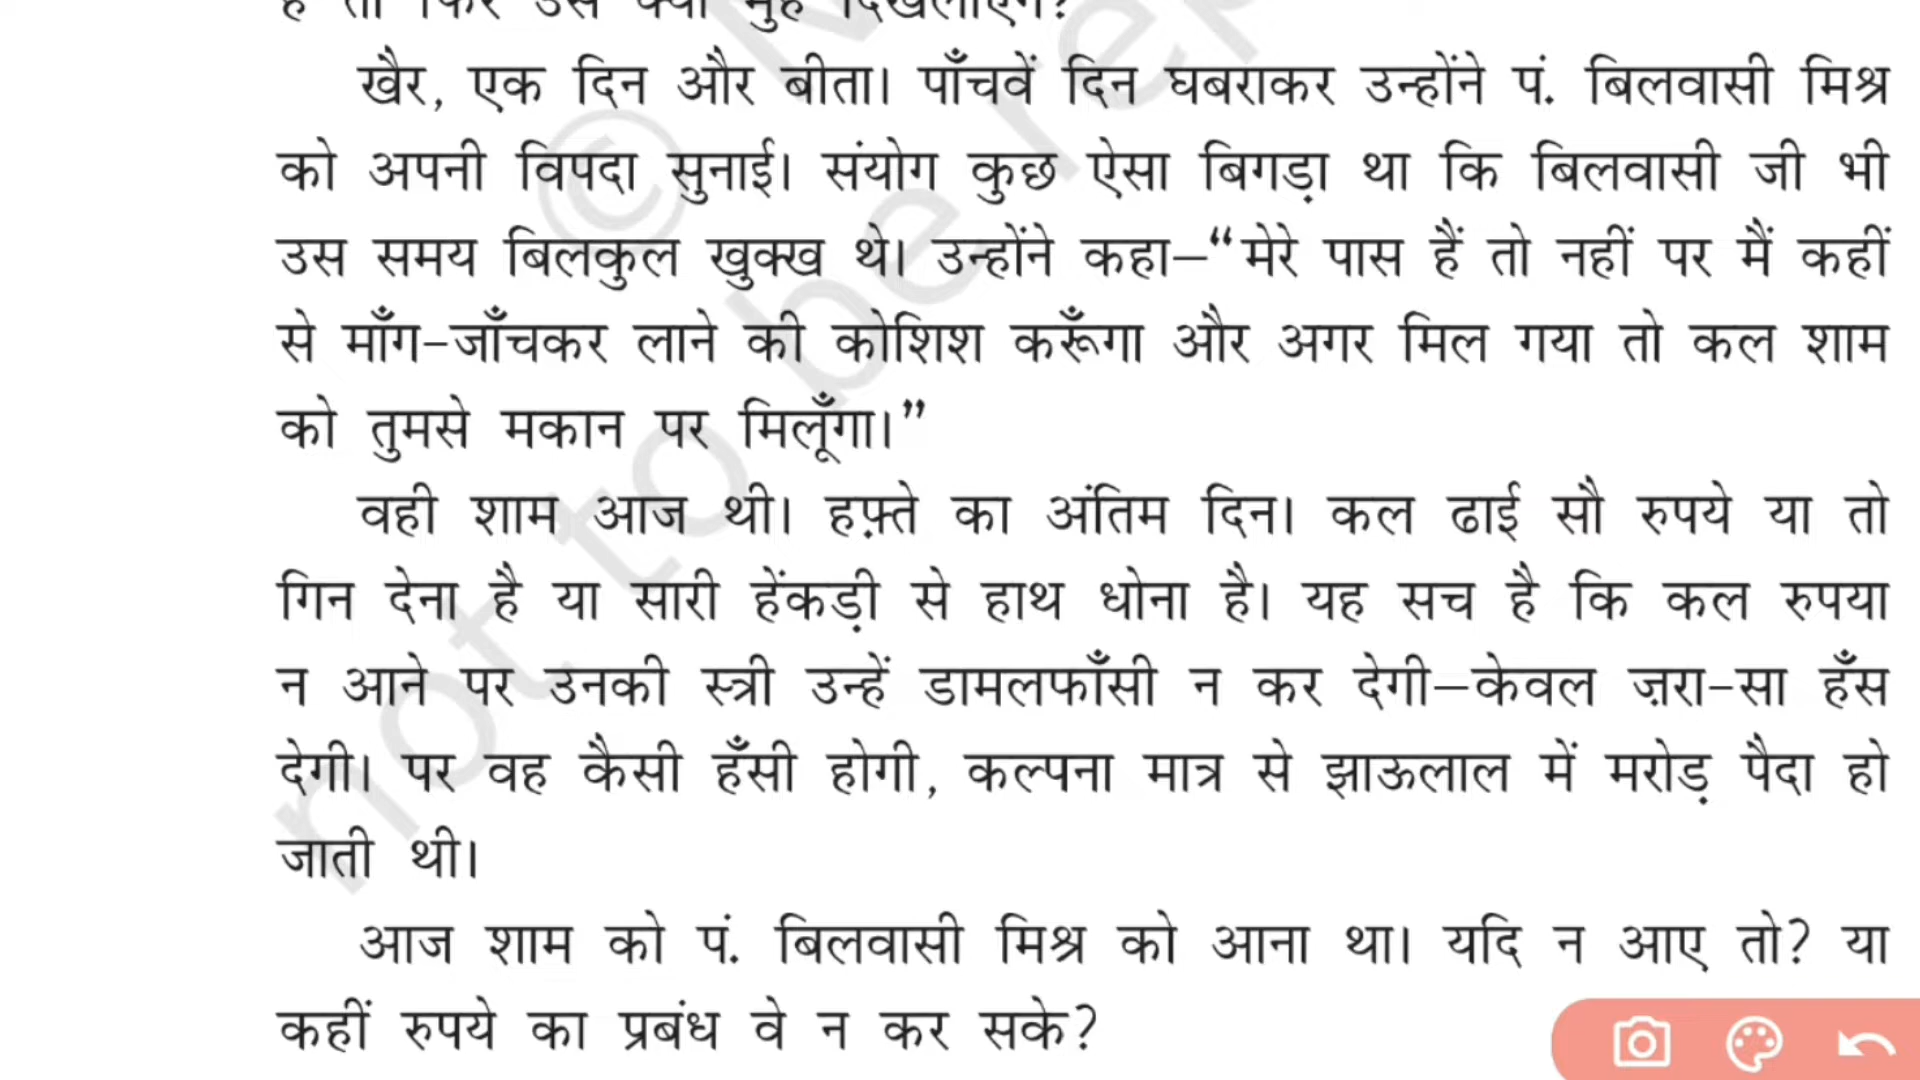 खैर, एक दिन और बीता। पाँचवें दिन घबराकर उन्होंने पं. बिलवासी मिश्र
को अपनी विपदा सुनाई। संयोग कुछ ऐसा बिगड़ा था कि बिलवासी जी भी
उस समय बिलकुल खुक्ख थे। उन्होंने कहा—“मेरे पास हैं तो नहीं पर मैं कहीं
से माँग-जाँचकर लाने की कोशिश करूँगा और अगर मिल गया तो कल शाम
को तुमसे मकान पर मिलूँगा।”
वही शाम आज थी। हफ़्ते का अंतिम दिन। कल ढाई सौ रुपये या तो
गिन देना है या सारी हेंकड़ी से हाथ धोना है। यह सच है कि कल रुपया
न आने पर उनकी स्त्री उन्हें डामलफाँसी न कर देगी—केवल ज़रा-सा हँस
देगी। पर वह कैसी हँसी होगी, कल्पना मात्र से झाऊलाल में मरोड़ पैदा हो
जाती थी।
आज शाम को पं. बिलवासी मिश्र को आना था। यदि न आए तो? या
कहीं रुपये का प्रबंध वे न कर सके?
not to be